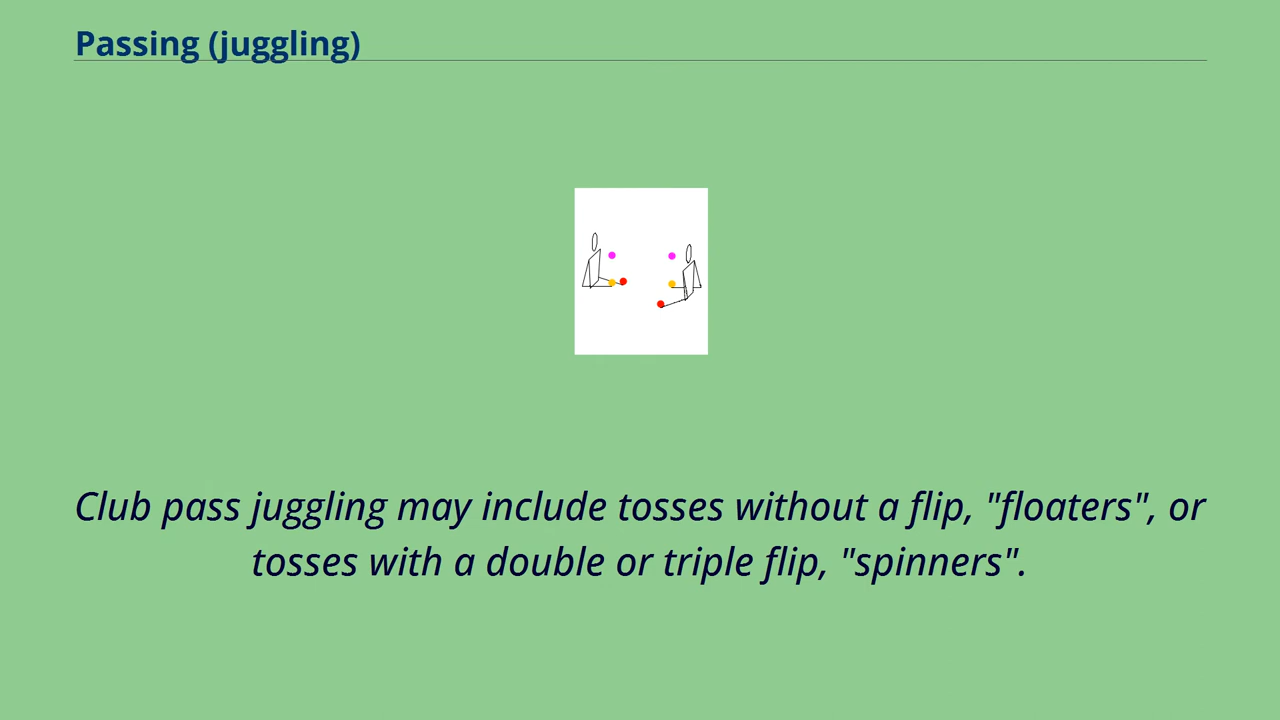 Passing (juggling)
Club pass juggling may include tosses without a flip, "floaters", or
tosses with a double or triple flip, "spinners".